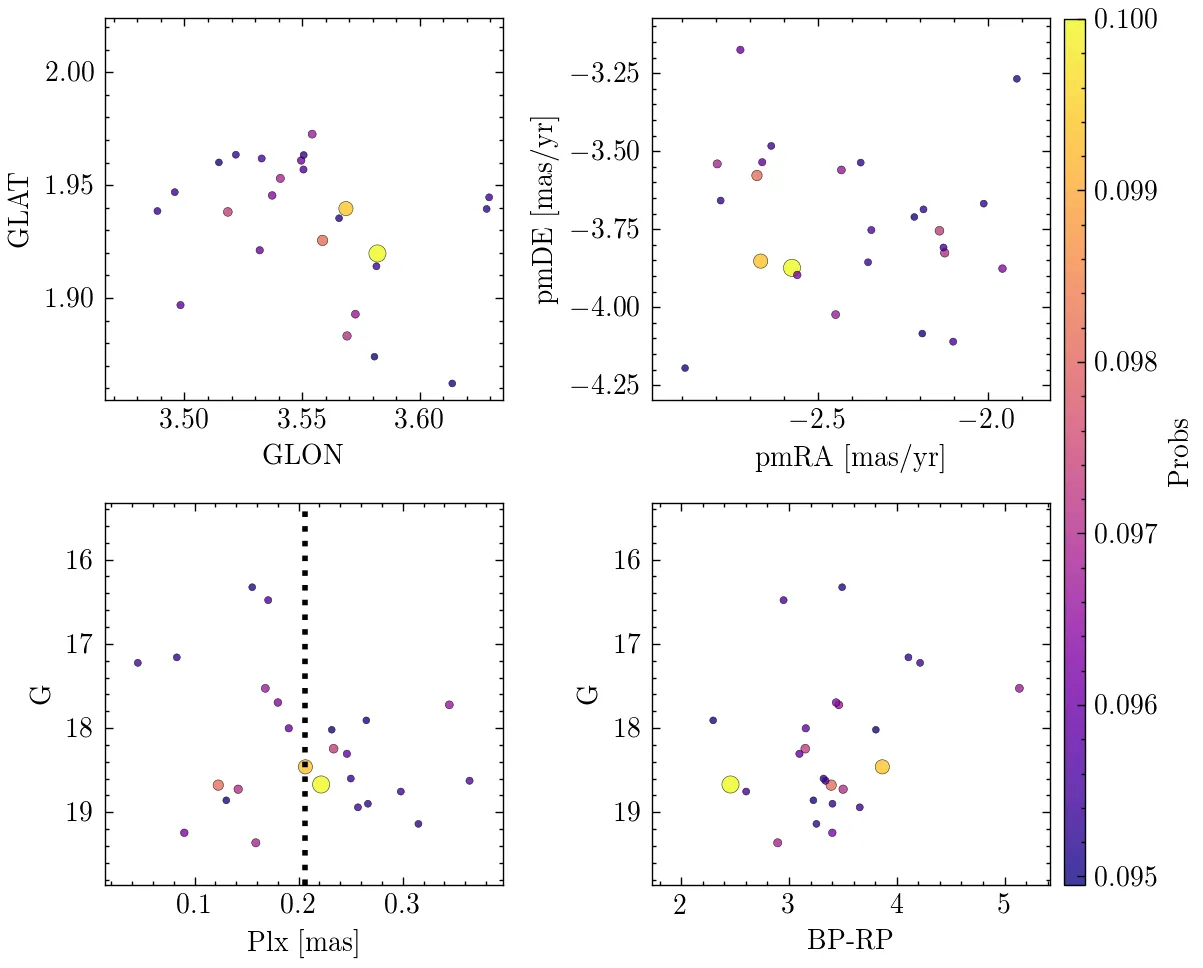 2.00
1.95
1.90
GLAT
3.50 3.55 3.60
GLON
−3.25
−3.50
−3.75
−4.00
−4.25
pmDE [mas/yr]
−2.5 −2.0
pmRA [mas/yr]
0.100
0.099
0.098
0.097
0.096
0.095
Probs
16
17
18
19
G
0.1 0.2 0.3
Plx [mas]
16
17
18
19
G
2 3 4 5
BP-RP